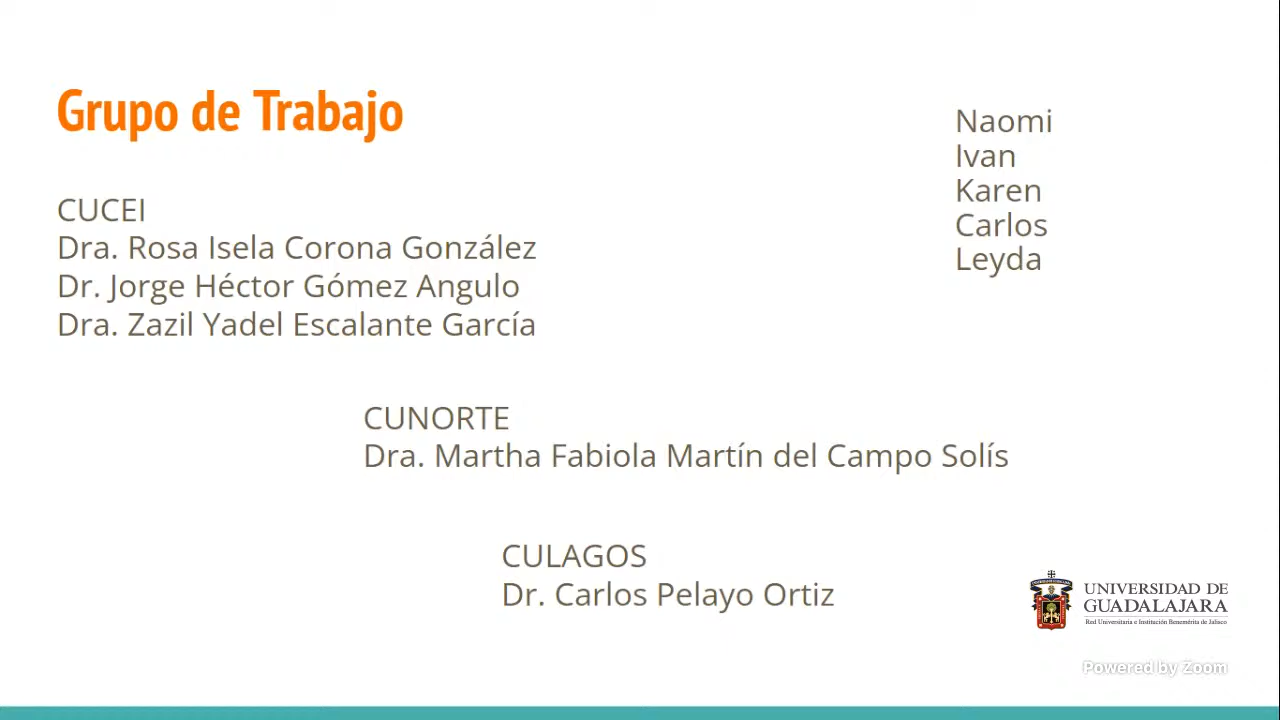 Grupo de Trabajo
Naomi
Ivan
Karen
Carlos
Leyda
CUCEI
Dra. Rosa Isela Corona González
Dr. Jorge Héctor Gómez Angulo
Dra. Zazil Yadel Escalante García
CUNORTE
Dra. Martha Fabiola Martín del Campo Solís
CULAGOS
Dr. Carlos Pelayo Ortiz
UNIVERSIDAD DE
GUADALAJARA
Red Universitaria e Institución Benemérita de Jalisco
Powered by Zoom